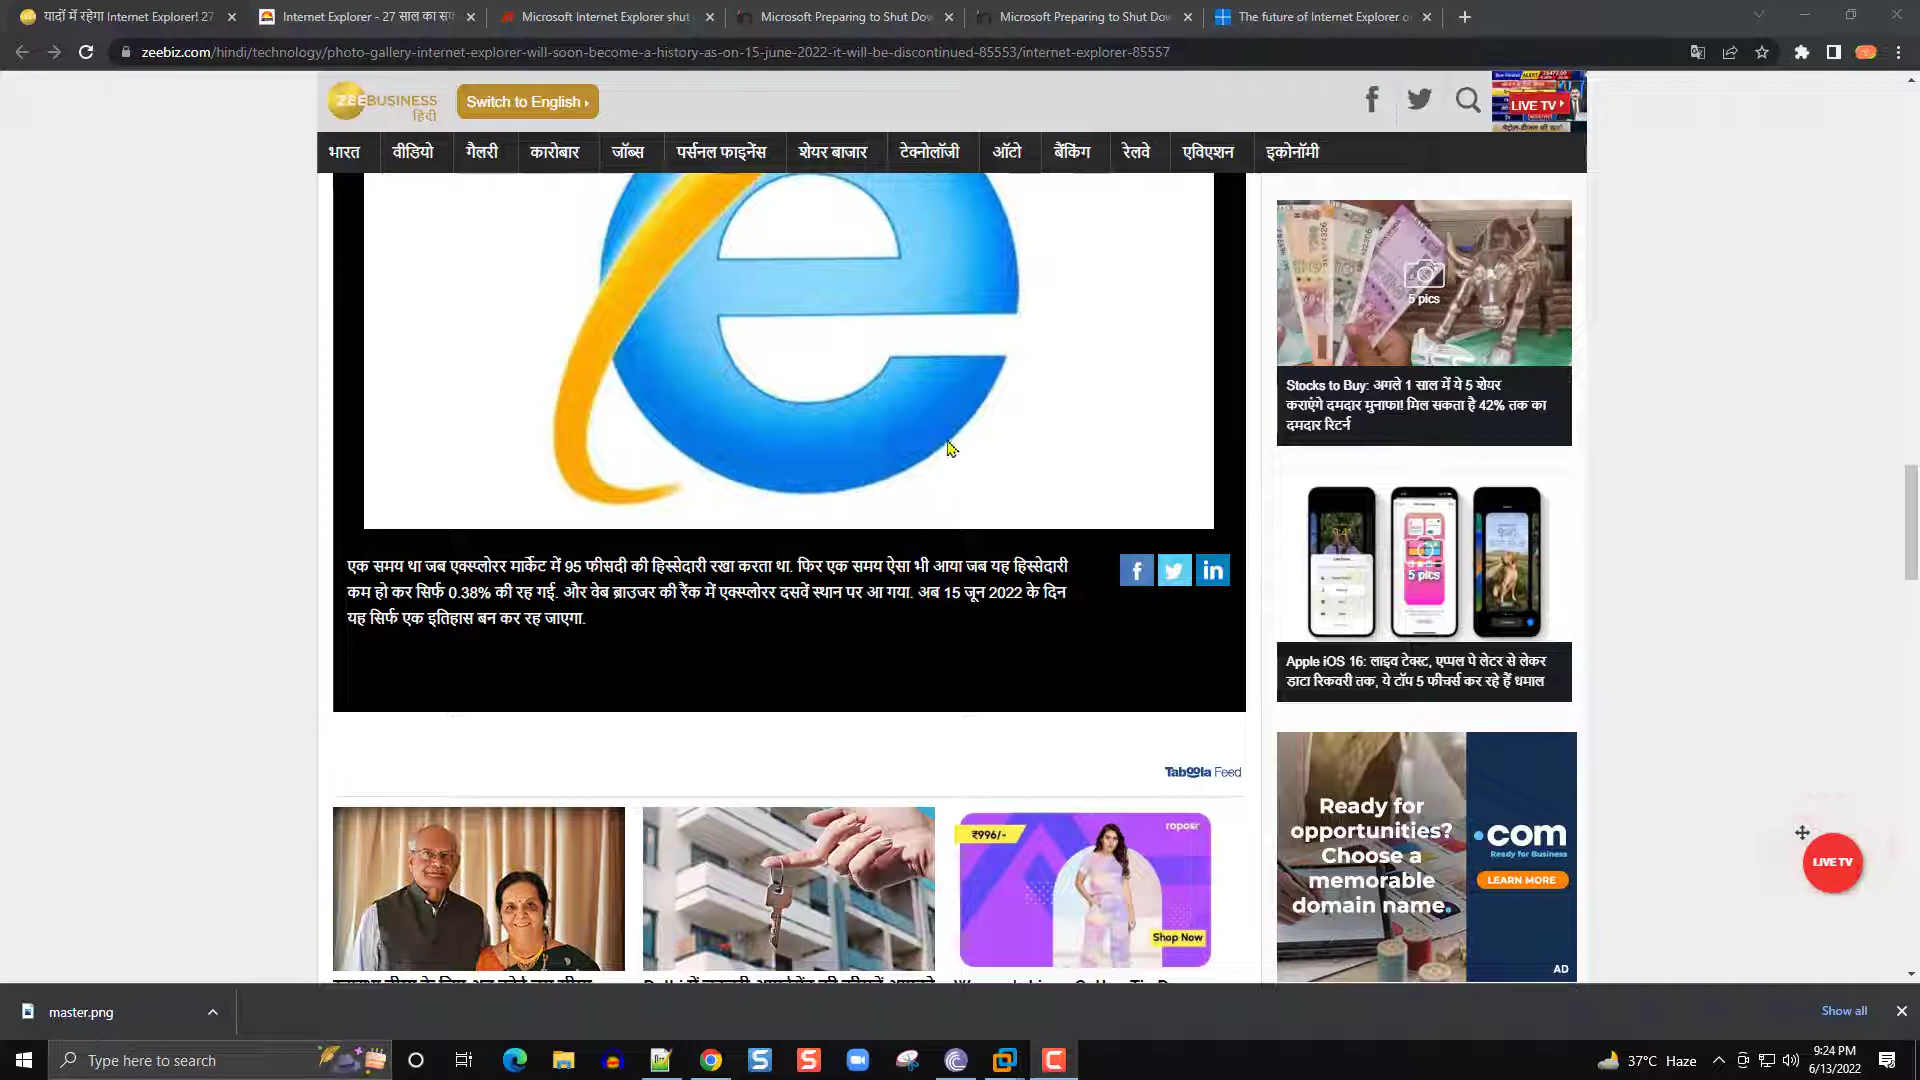 यादों में रहेगा Internet Explorer! 27
Internet Explorer - 27 साल का सफ
Microsoft Internet Explorer shut
Microsoft Preparing to Shut Dow
Microsoft Preparing to Shut Dow
The future of Internet Explorer o
zeebiz.com/hindi/technology/photo-gallery-internet-explorer-will-soon-become-a-history-as-on-15-june-2022-it-will-be-discontinued-85553/internet-explorer-85557
ZEEBUSINESS
हिंदी
Switch to English
LIVE TV
भारत वीडियो गैलरी कारोबार जॉब्स पर्सनल फाइनेंस शेयर बाजार टेक्नोलॉजी ऑटो बैंकिंग रेलवे एविएशन इकोनॉमी
5 pics
Stocks to Buy: अगले 1 साल में ये 5 शेयर
कराएंगे दमदार मुनाफा! मिल सकता है 42% तक का
दमदार रिटर्न
एक समय था जब एक्स्प्लोरर मार्केट में 95 फीसदी की हिस्सेदारी रखा करता था. फिर एक समय ऐसा भी आया जब यह हिस्सेदारी
कम हो कर सिर्फ 0.38% की रह गई. और वेब ब्राउजर की रैंक में एक्स्प्लोरर दसवें स्थान पर आ गया. अब 15 जून 2022 के दिन
यह सिर्फ एक इतिहास बन कर रह जाएगा.
5 pics
Apple iOS 16: लाइव टेक्स्ट, एप्पल पे लेटर से लेकर
डाटा रिकवरी तक, ये टॉप 5 फीचर्स कर रहे हैं धमाल
Taboola Feed
₹996/-
roposo
Shop Now
Ready for
opportunities?
Choose a
memorable
domain name.
.com
Ready for Business
LEARN MORE
AD
LIVE TV
master.png
Show all
Type here to search
37°C Haze
9:24 PM
6/13/2022